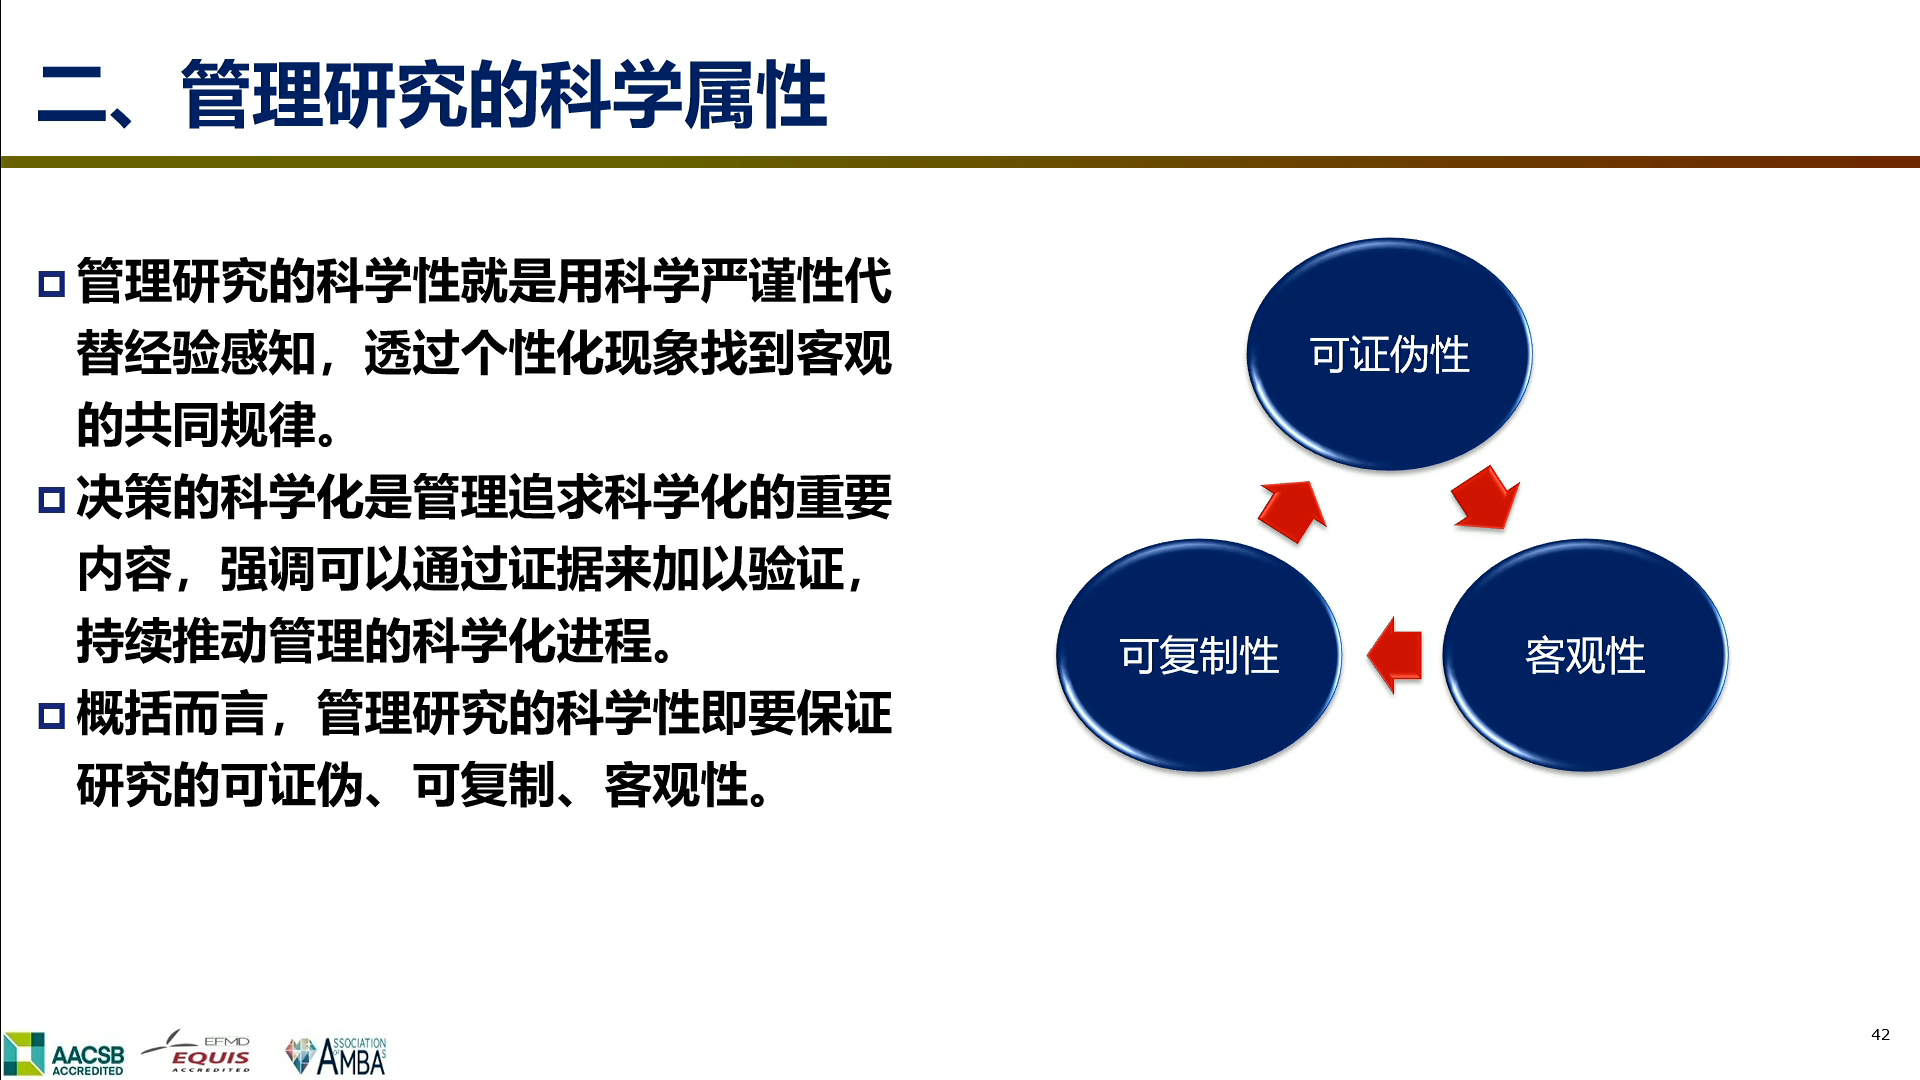 二、管理研究的科学属性
管理研究的科学性就是用科学严谨性代
替经验感知，透过个性化现象找到客观
的共同规律。
决策的科学化是管理追求科学化的重要
内容，强调可以通过证据来加以验证，
持续推动管理的科学化进程。
概括而言，管理研究的科学性即要保证
研究的可证伪、可复制、客观性。
可证伪性
可复制性
客观性
AACSB
ACCREDITED
EFMD
EQUIS
ACCREDITED
ASSOCIATION
OF
AMBAS
42